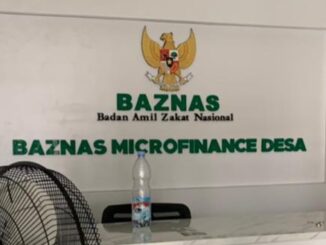 BAZNAS
Badan Amil Zakat Nasional
BAZNAS MICROFINANCE DESA